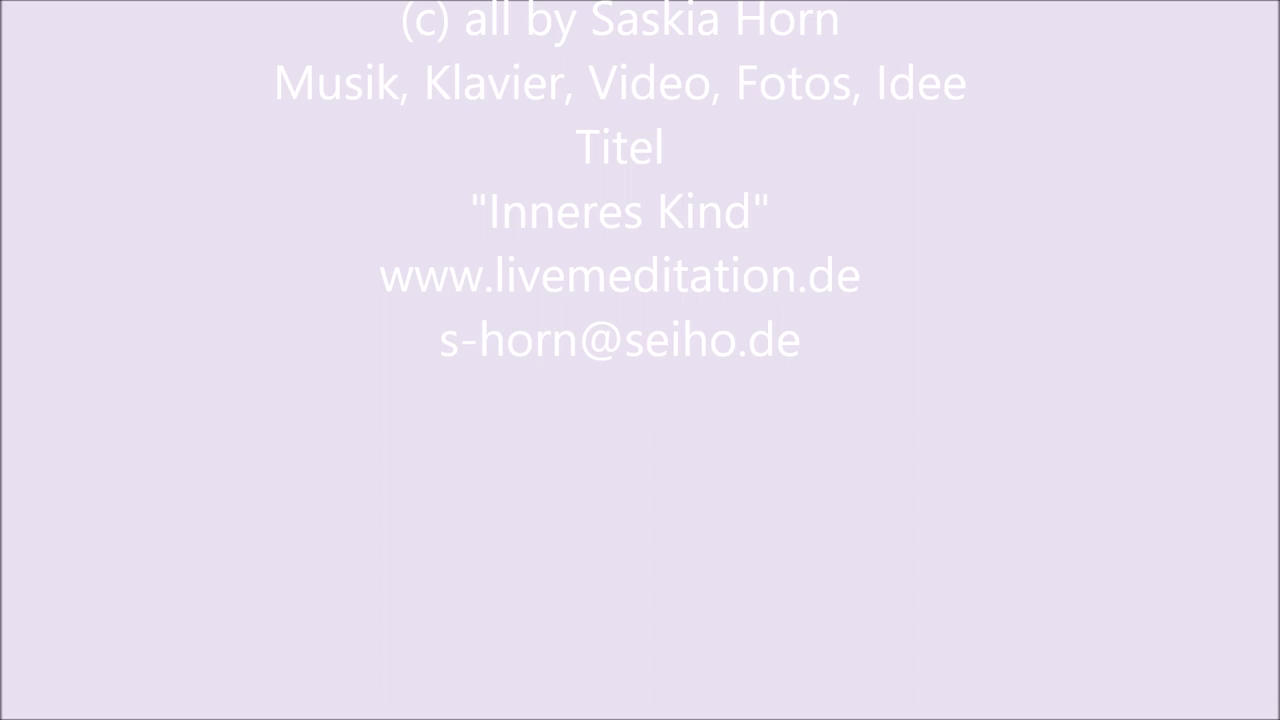 (c) all by Saskia Horn
Musik, Klavier, Video, Fotos, Idee
Titel
"Inneres Kind"
www.livemeditation.de
s-horn@seiho.de